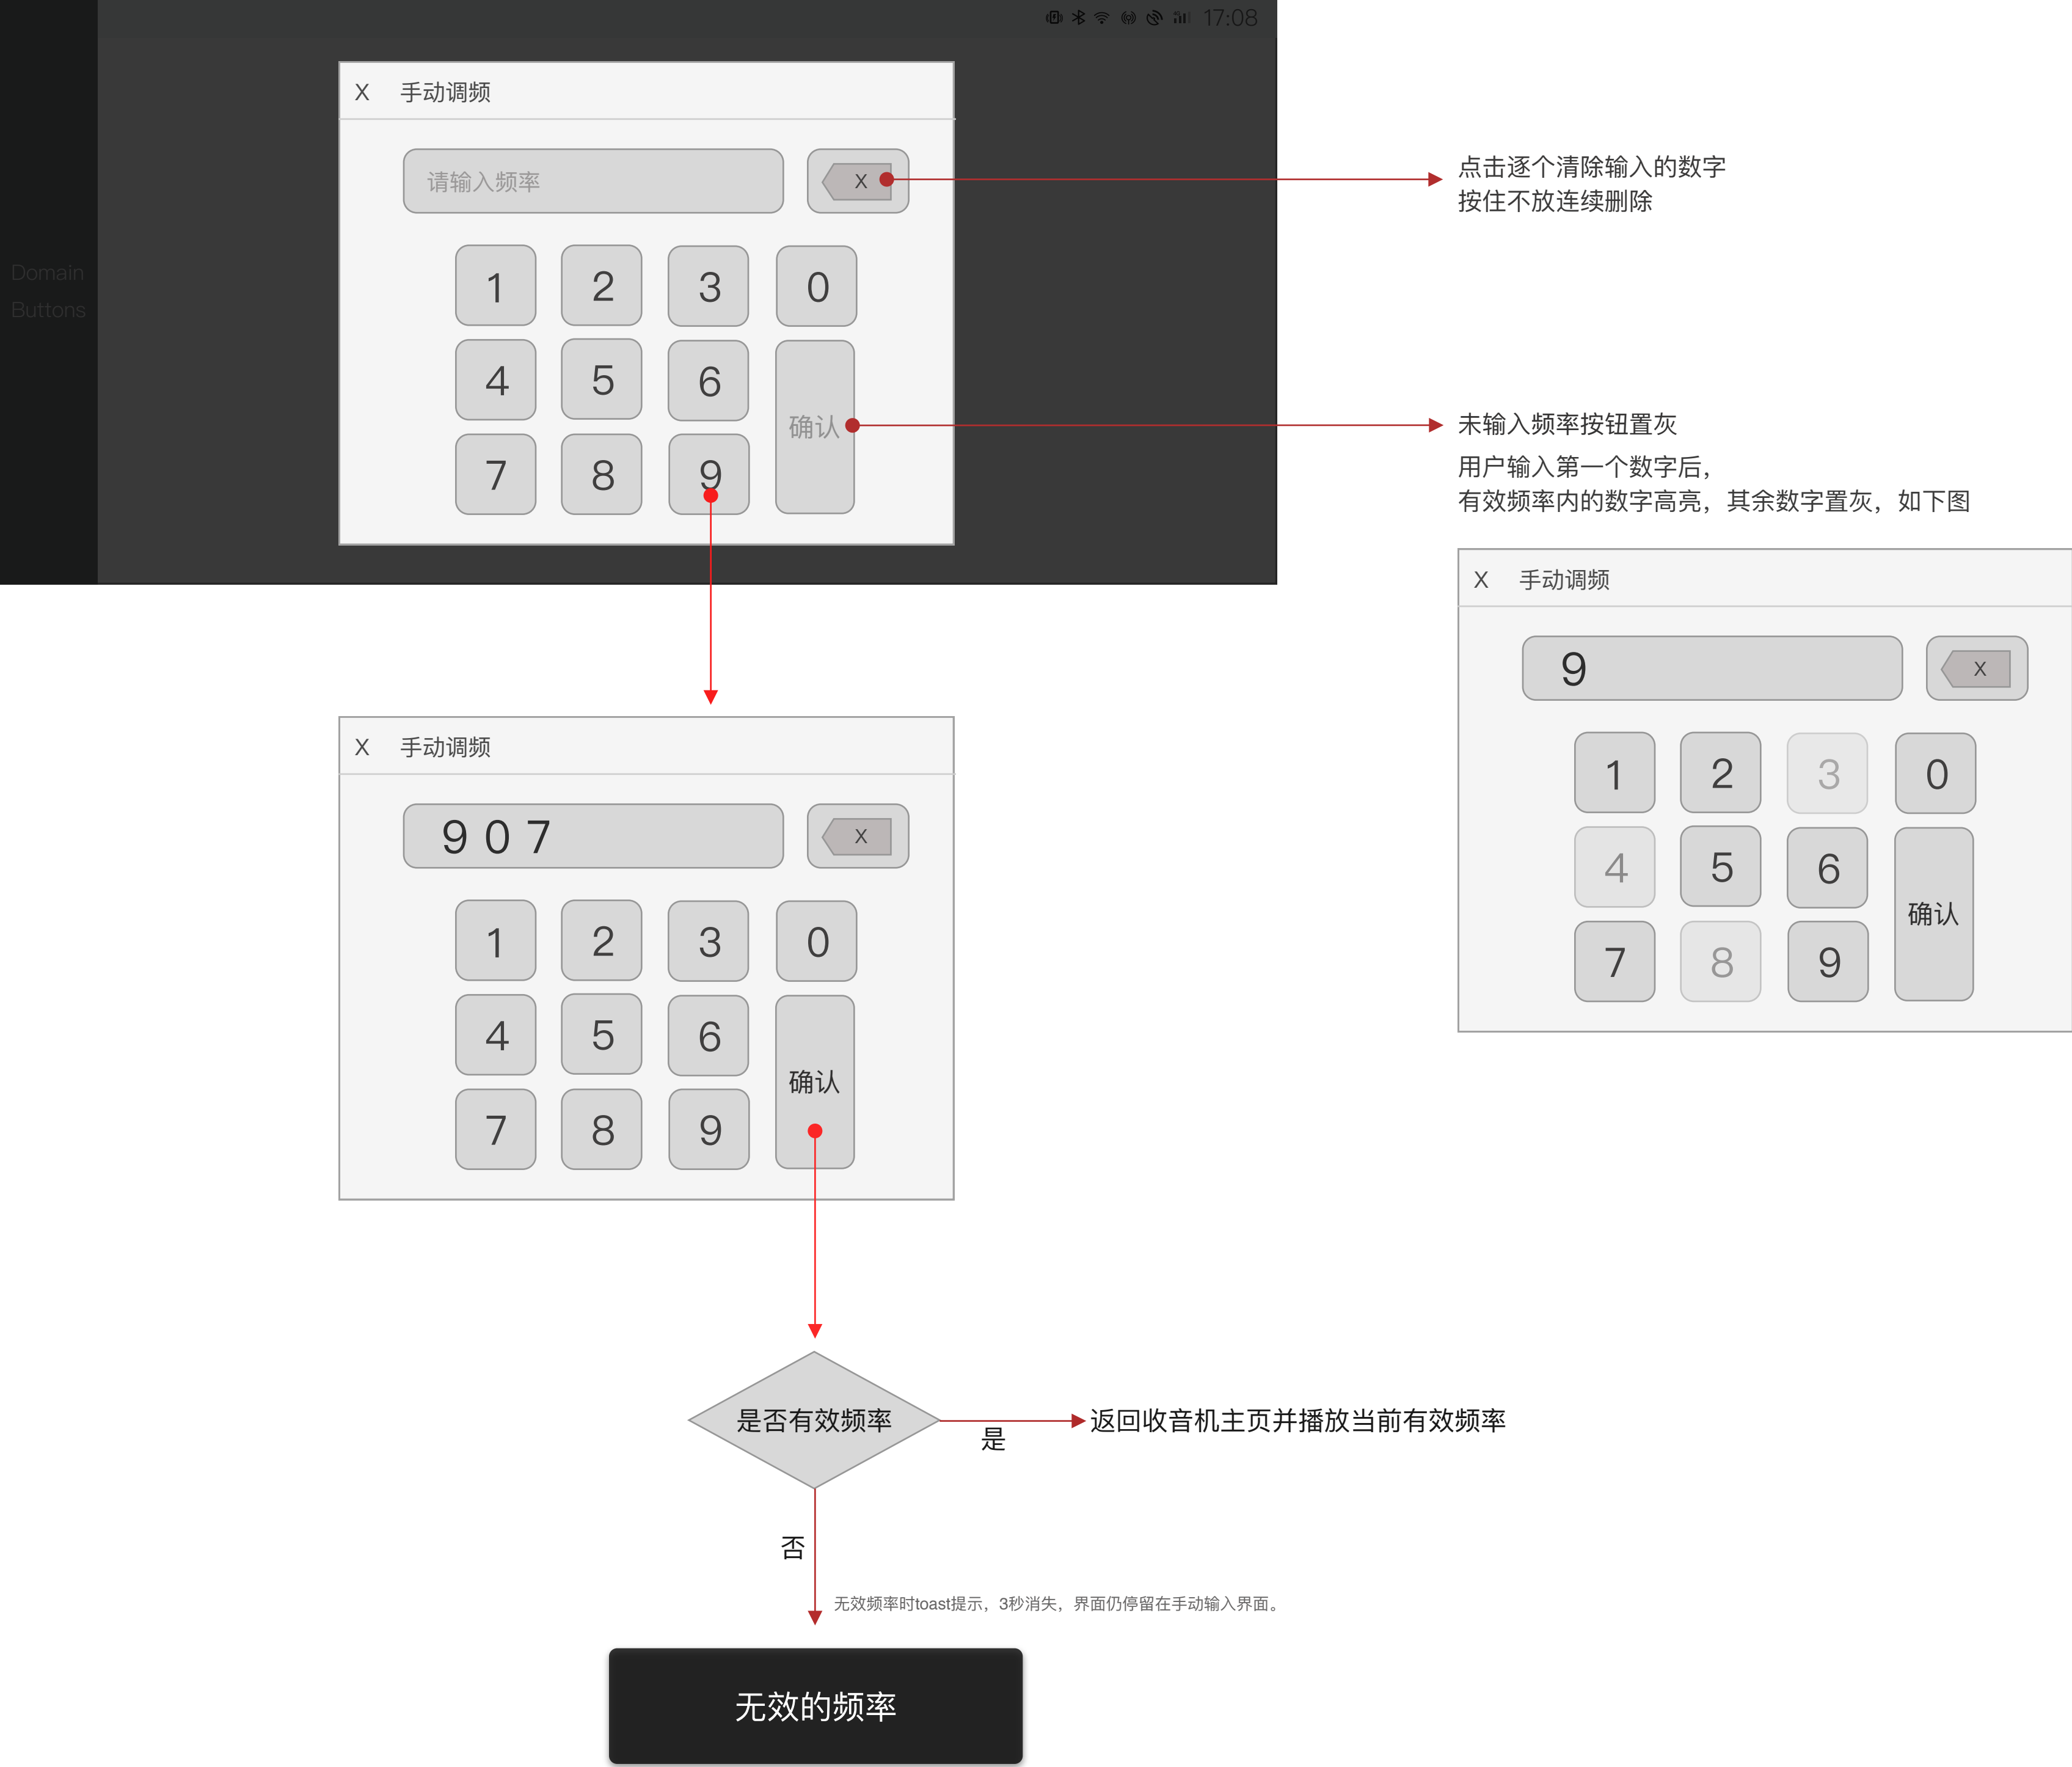 17:08
Domain
Buttons
X 手动调频
请输入频率 X
1 2 3 0
4 5 6
确认
7 8 9
点击逐个清除输入的数字
按住不放连续删除
未输入频率按钮置灰
用户输入第一个数字后，
有效频率内的数字高亮，其余数字置灰，如下图
X 手动调频
9 X
1 2 3 0
4 5 6
确认
7 8 9
X 手动调频
9 0 7 X
1 2 3 0
4 5 6
确认
7 8 9
是否有效频率
是
返回收音机主页并播放当前有效频率
否
无效频率时toast提示，3秒消失，界面仍停留在手动输入界面。
无效的频率